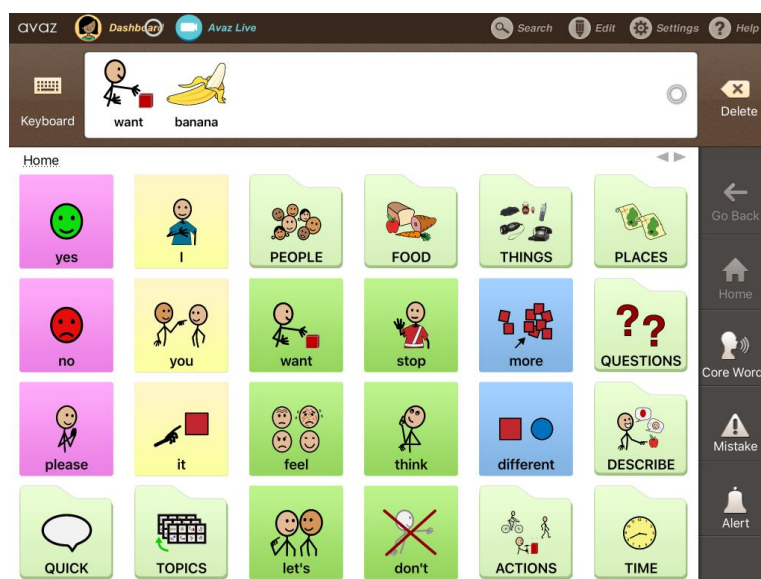 avaz Dashboard Avaz Live Search Edit Settings Help
Keyboard want banana Delete
Home
yes I PEOPLE FOOD THINGS PLACES
Go Back
Home
no you want stop more ?? QUESTIONS
Core Word
please it feel think different DESCRIBE
Mistake
QUICK TOPICS let's don't ACTIONS TIME
Alert